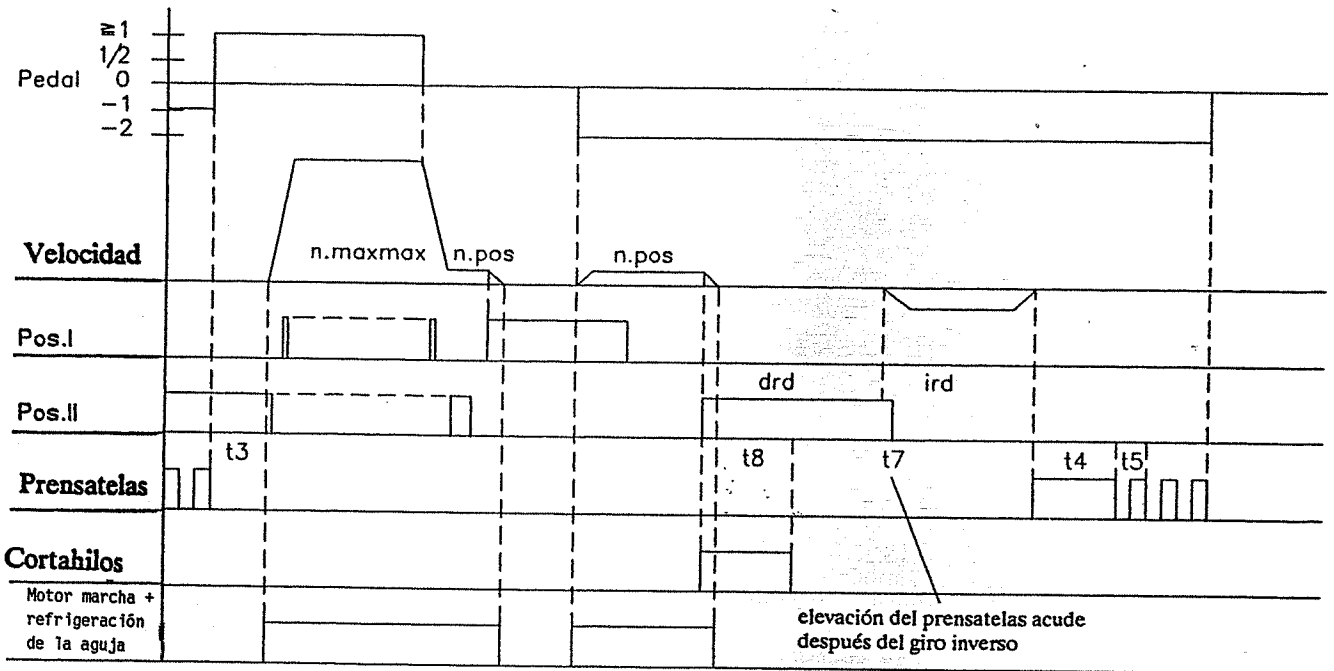 ≧1
1/2
Pedal 0
−1
−2
Velocidad
n.maxmax n.pos n.pos
Pos.I
drd ird
Pos.II
t3 t8 t7 t4 t5
Prensatelas
Cortahilos
Motor marcha +
refrigeración
de la aguja
elevación del prensatelas acude
después del giro inverso